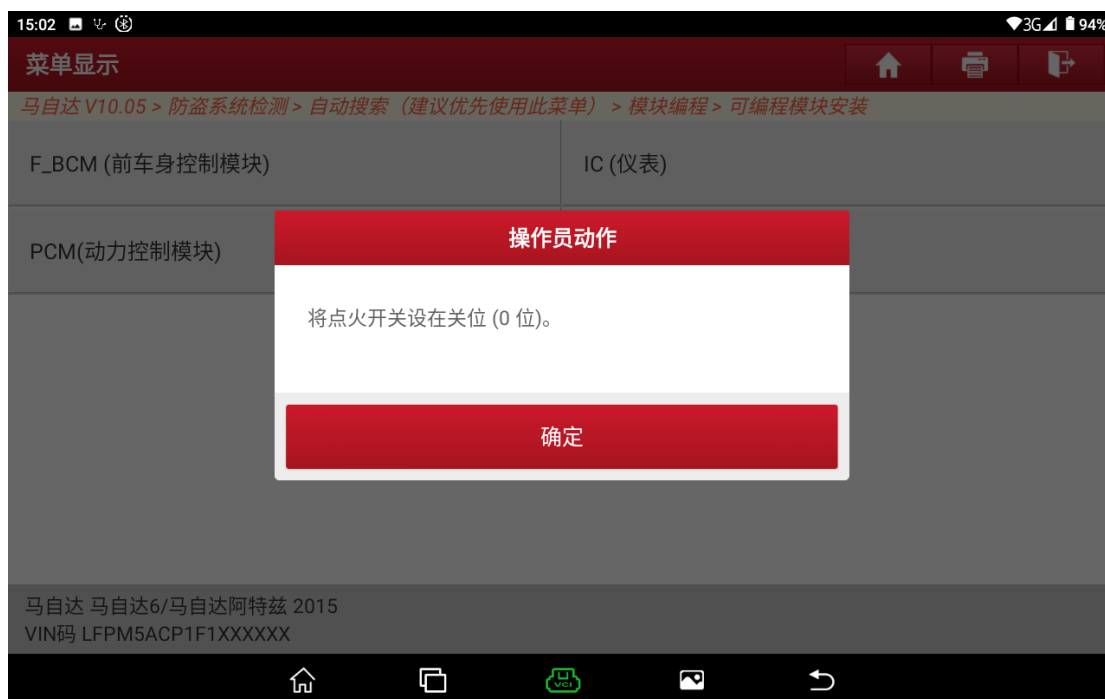 15:02 3G 94%
菜单显示
马自达 V10.05 > 防盗系统检测 > 自动搜索（建议优先使用此菜单） > 模块编程 > 可编程模块安装
F_BCM (前车身控制模块) IC (仪表)
PCM(动力控制模块)
操作员动作
将点火开关设在关位 (0 位)。
确定
马自达 马自达6/马自达阿特兹 2015
VIN码 LFPM5ACP1F1XXXXXX
VCI